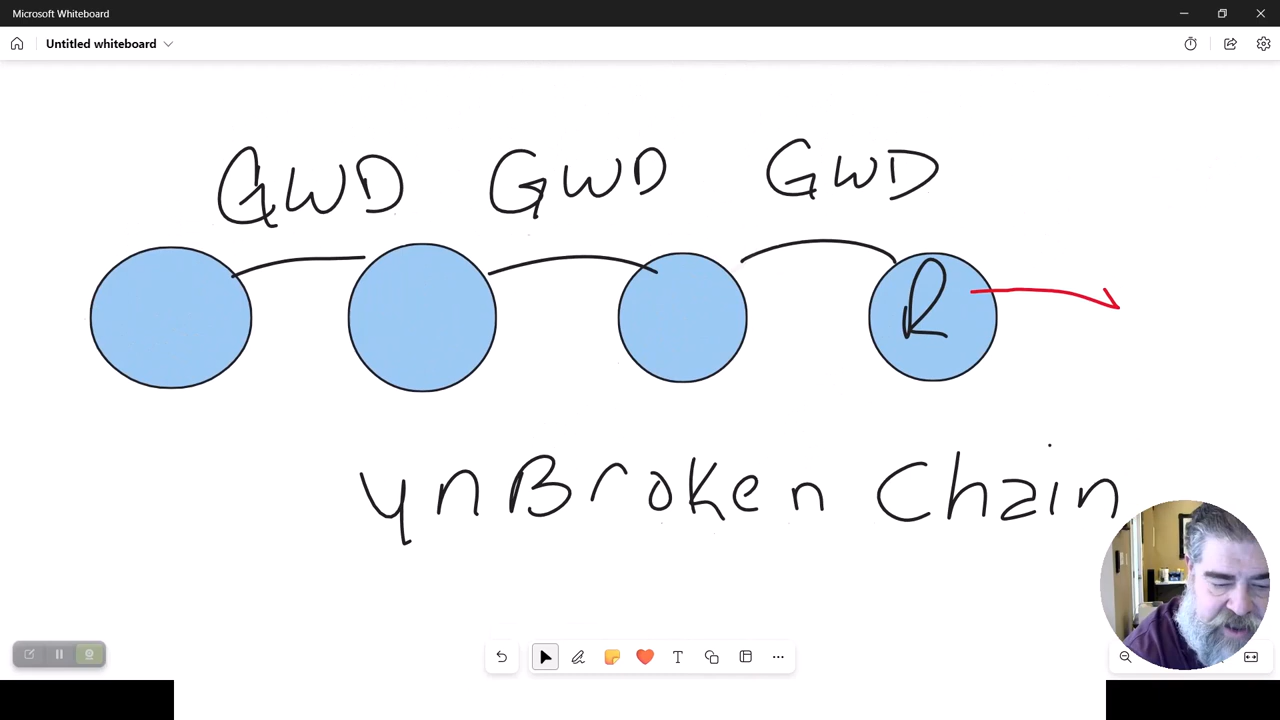 Microsoft Whiteboard
Untitled whiteboard
GWD GWD GWD
R
UnBroken Chain
T